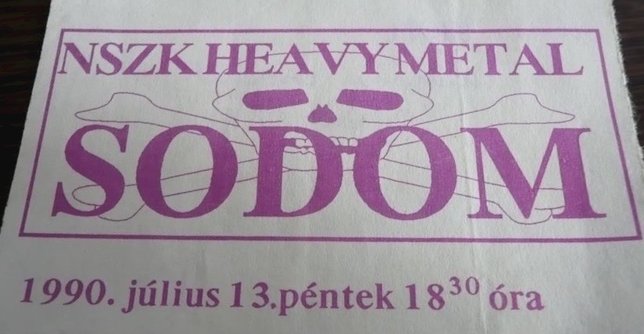 NSZK HEAVY METAL
SODOM
1990. július 13.péntek 18³⁰ óra